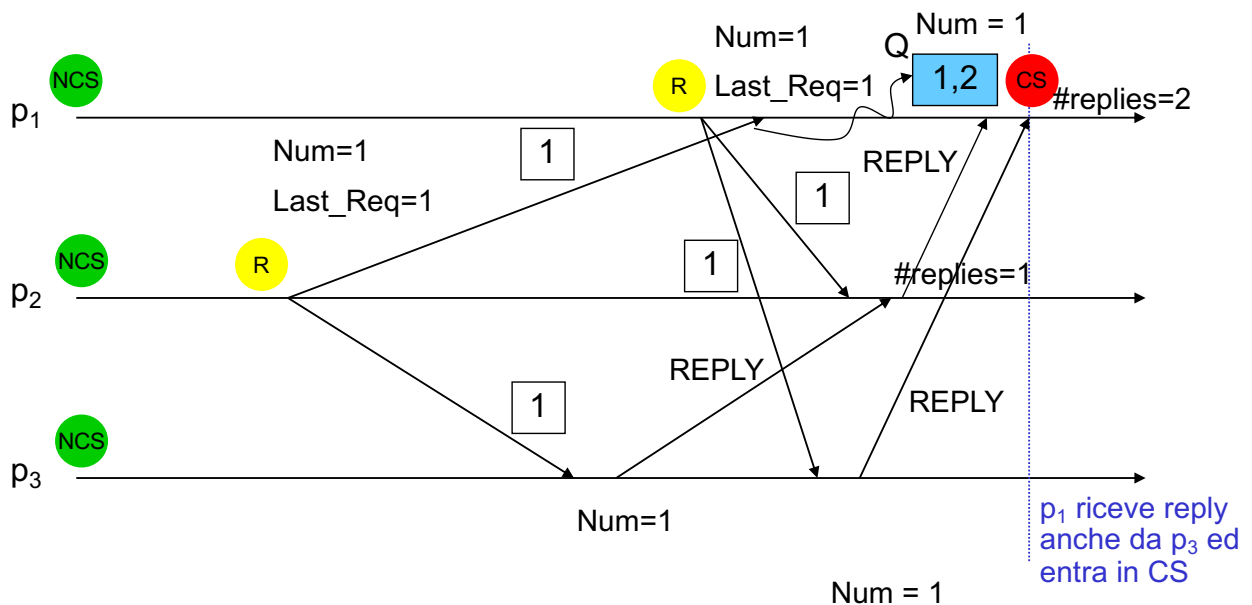 Num = 1
Num=1
Q
NCS
R
Last_Req=1
1,2
CS
#replies=2
p₁
1
REPLY
Num=1
Last_Req=1
1
NCS
R
1
#replies=1
p₂
REPLY
1
REPLY
NCS
p₃
Num=1
p₁ riceve reply
anche da p₃ ed
entra in CS
Num = 1